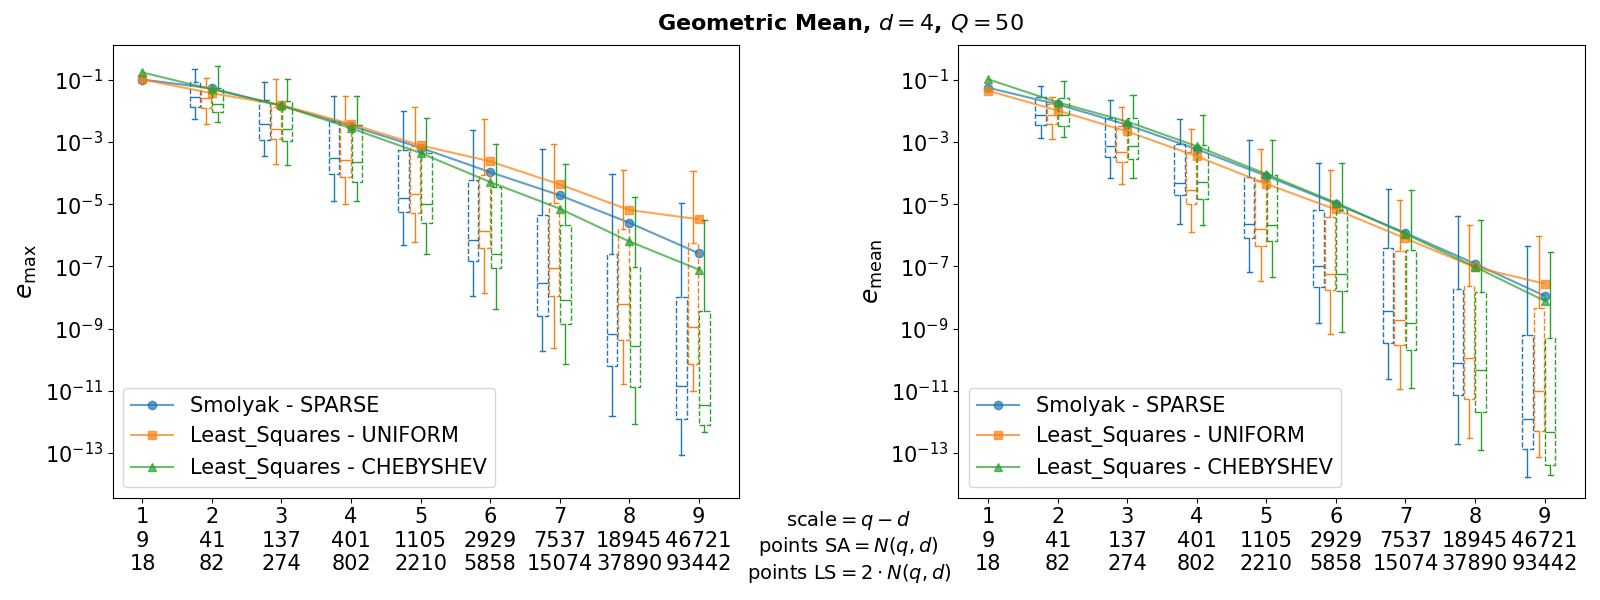 Geometric Mean, d = 4, Q = 50
e_max
10^-1
10^-3
10^-5
10^-7
10^-9
10^-11
10^-13
Smolyak - SPARSE
Least_Squares - UNIFORM
Least_Squares - CHEBYSHEV
1 2 3 4 5 6 7 8 9
9 41 137 401 1105 2929 7537 18945 46721
18 82 274 802 2210 5858 15074 37890 93442
scale = q − d
points SA = N(q, d)
points LS = 2 · N(q, d)
e_mean
10^-1
10^-3
10^-5
10^-7
10^-9
10^-11
10^-13
Smolyak - SPARSE
Least_Squares - UNIFORM
Least_Squares - CHEBYSHEV
1 2 3 4 5 6 7 8 9
9 41 137 401 1105 2929 7537 18945 46721
18 82 274 802 2210 5858 15074 37890 93442